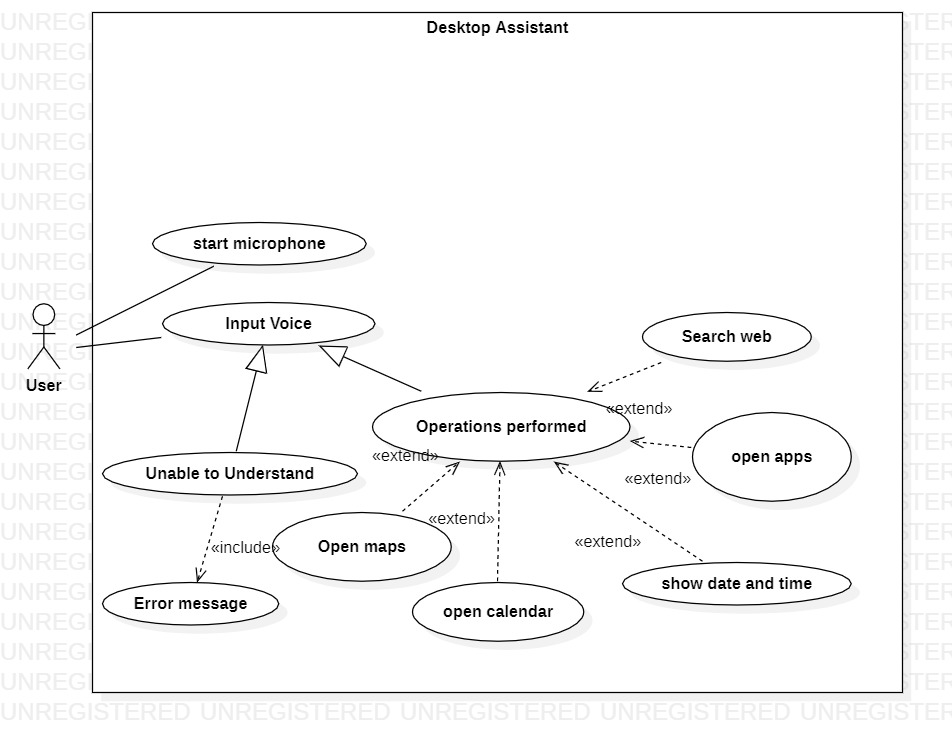 Desktop Assistant
start microphone
Input Voice
User
Search web
«extend»
Operations performed
«extend»
open apps
«extend»
Unable to Understand
«extend»
Open maps
«include»
«extend»
show date and time
Error message
open calendar
UNREGISTERED UNREGISTERED UNREGISTERED UNREGISTERED UNREGISTERED